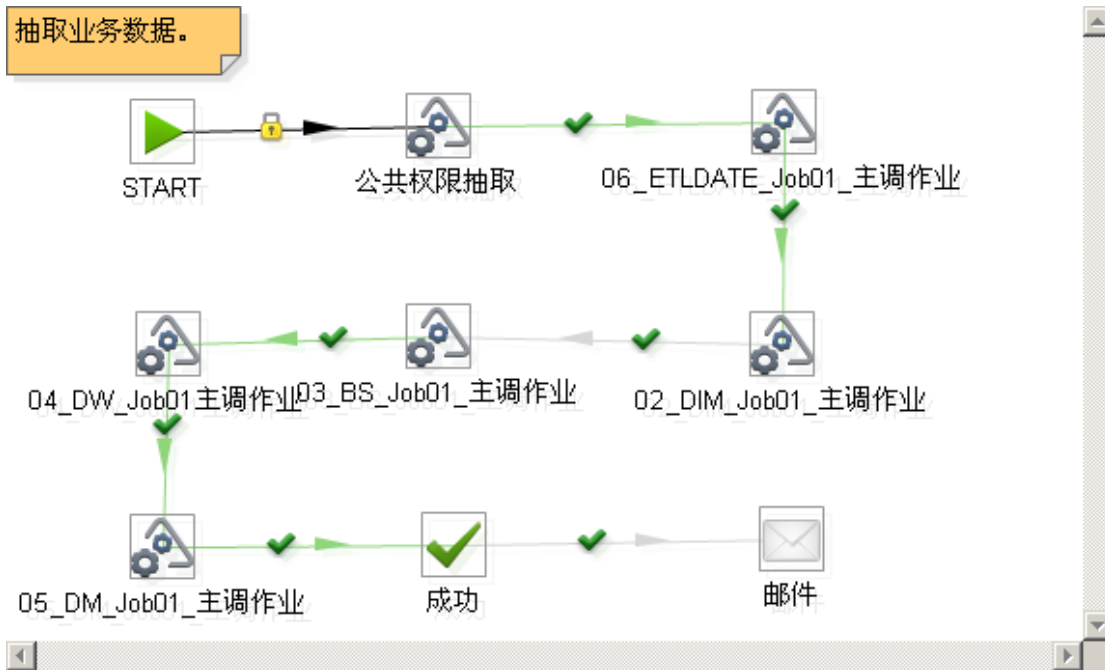 抽取业务数据。
START
公共权限抽取
06_ETLDATE_Job01_主调作业
04_DW_Job01主调作业
03_BS_Job01_主调作业
02_DIM_Job01_主调作业
05_DM_Job01_主调作业
成功
邮件